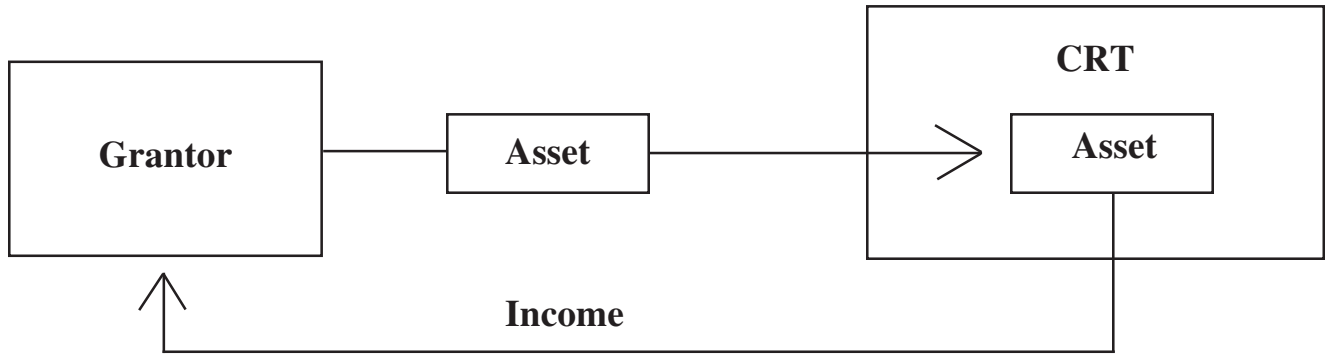 CRT
Grantor
Asset
Asset
Income